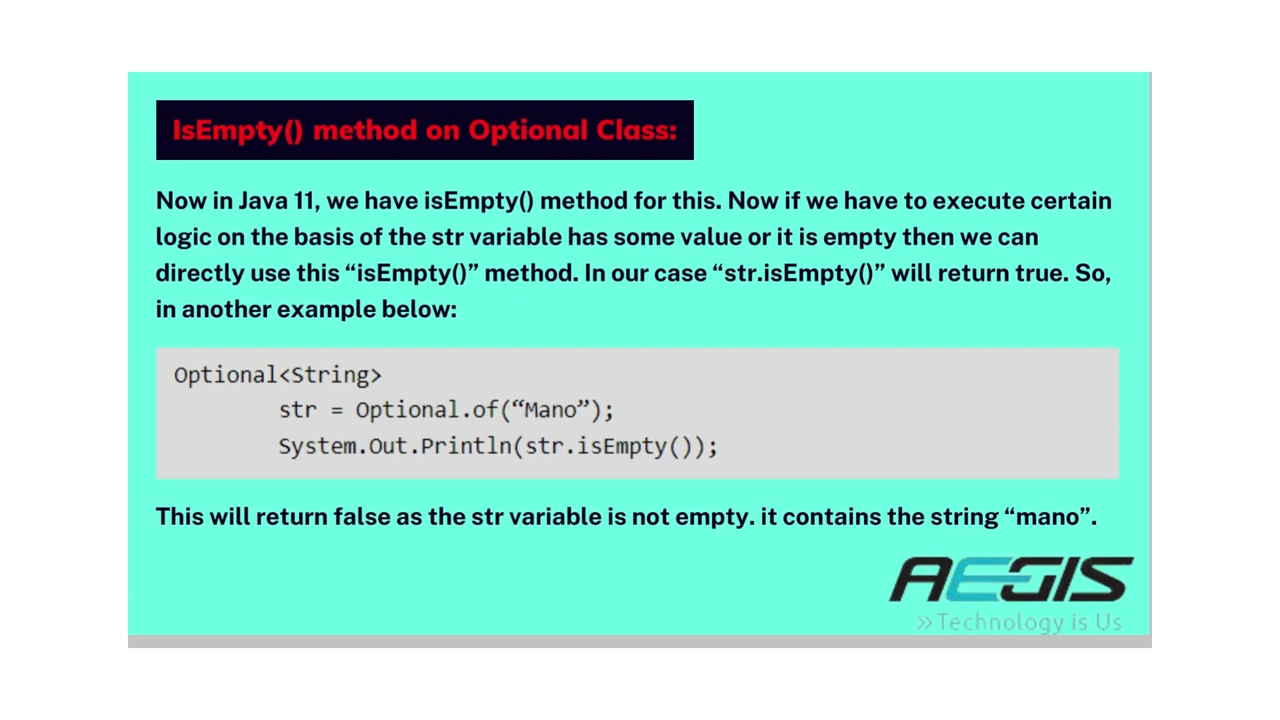 IsEmpty() method on Optional Class:
Now in Java 11, we have isEmpty() method for this. Now if we have to execute certain
logic on the basis of the str variable has some value or it is empty then we can
directly use this “isEmpty()” method. In our case “str.isEmpty()” will return true. So,
in another example below:
Optional<String>
str = Optional.of(“Mano”);
System.Out.Println(str.isEmpty());
This will return false as the str variable is not empty. it contains the string “mano”.
AEGIS
»Technology is Us